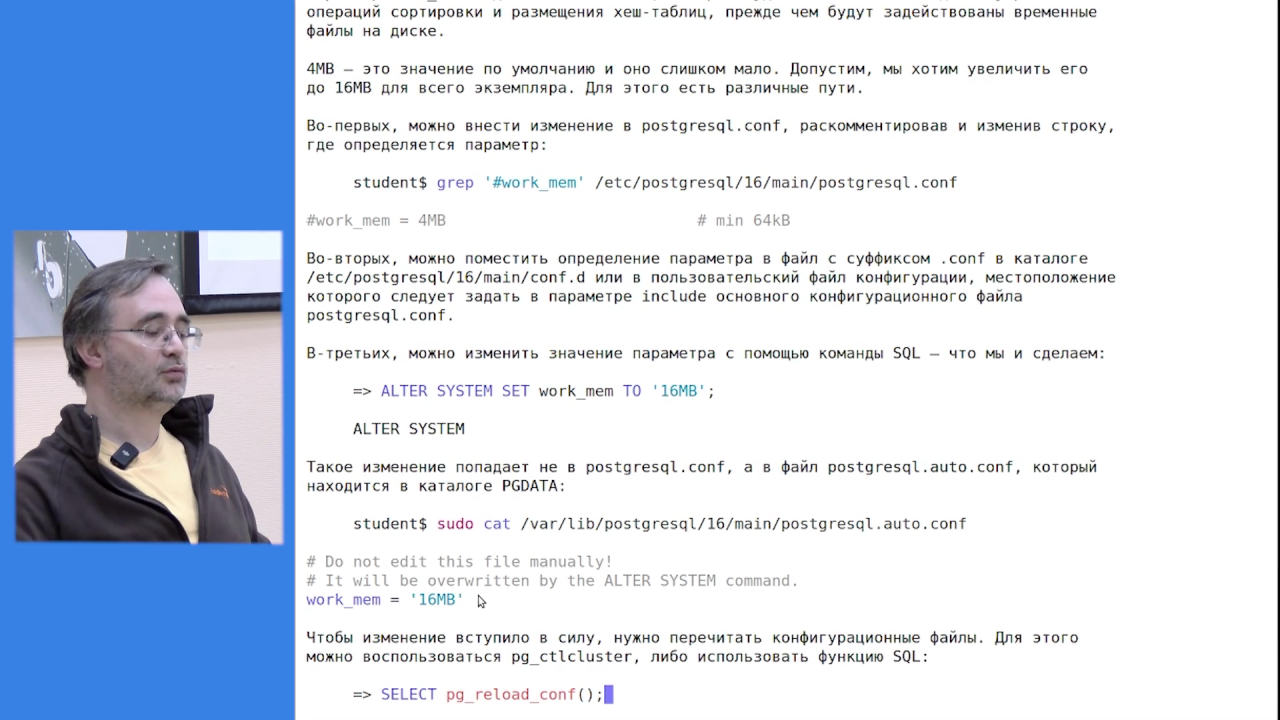 операций сортировки и размещения хеш-таблиц, прежде чем будут задействованы временные
файлы на диске.
4MB — это значение по умолчанию и оно слишком мало. Допустим, мы хотим увеличить его
до 16MB для всего экземпляра. Для этого есть различные пути.
Во-первых, можно внести изменение в postgresql.conf, раскомментировав и изменив строку,
где определяется параметр:
student$ grep '#work_mem' /etc/postgresql/16/main/postgresql.conf
#work_mem = 4MB # min 64kB
Во-вторых, можно поместить определение параметра в файл с суффиксом .conf в каталоге
/etc/postgresql/16/main/conf.d или в пользовательский файл конфигурации, местоположение
которого следует задать в параметре include основного конфигурационного файла
postgresql.conf.
В-третьих, можно изменить значение параметра с помощью команды SQL — что мы и сделаем:
=> ALTER SYSTEM SET work_mem TO '16MB';
ALTER SYSTEM
Такое изменение попадает не в postgresql.conf, а в файл postgresql.auto.conf, который
находится в каталоге PGDATA:
student$ sudo cat /var/lib/postgresql/16/main/postgresql.auto.conf
# Do not edit this file manually!
# It will be overwritten by the ALTER SYSTEM command.
work_mem = '16MB'
Чтобы изменение вступило в силу, нужно перечитать конфигурационные файлы. Для этого
можно воспользоваться pg_ctlcluster, либо использовать функцию SQL:
=> SELECT pg_reload_conf();